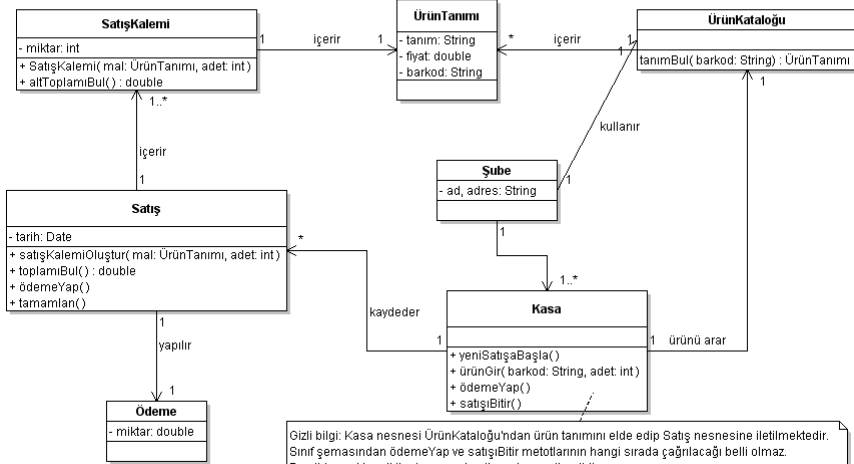 SatışKalemi
- miktar: int
+ SatışKalemi( mal: ÜrünTanımı, adet: int )
+ altToplamıBul() : double
1
içerir
1
ÜrünTanımı
- tanım: String
- fiyat: double
- barkod: String
*
içerir
1
ÜrünKataloğu
tanımBul( barkod: String) : ÜrünTanımı
1..*
içerir
1
1
kullanır
1
1
Şube
- ad, adres: String
1
1..*
Satış
- tarih: Date
+ satışKalemiOluştur( mal: ÜrünTanımı, adet: int )
+ toplamıBul() : double
+ ödemeYap()
+ tamamlan()
*
kaydeder
1
Kasa
+ yeniSatışaBaşla()
+ ürünGir( barkod: String, adet: int )
+ ödemeYap()
+ satışıBitir()
1
ürünü arar
1
yapılır
1
Ödeme
- miktar: double
Gizli bilgi: Kasa nesnesi ÜrünKataloğu'ndan ürün tanımını elde edip Satış nesnesine iletilmektedir.
Sınıf şemasından ödemeYap ve satışıBitir metotlarının hangi sırada çağrılacağı belli olmaz.